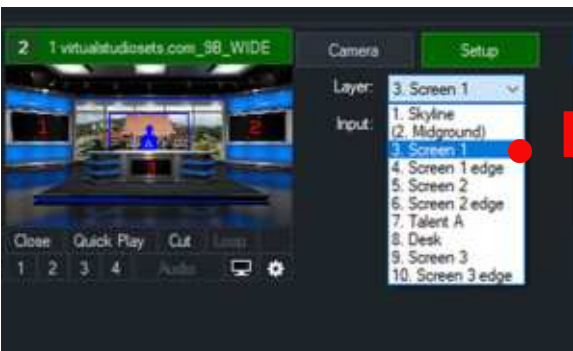 2 1 virtualstudiosets.com_9B_WIDE
Camera Setup
Layer: 3. Screen 1
Input:
1. Skyline
(2. Midground)
3. Screen 1
4. Screen 1 edge
5. Screen 2
6. Screen 2 edge
7. Talent A
8. Desk
9. Screen 3
10. Screen 3 edge
1 2
A
Close Quick Play Cut Loop
1 2 3 4 Audio